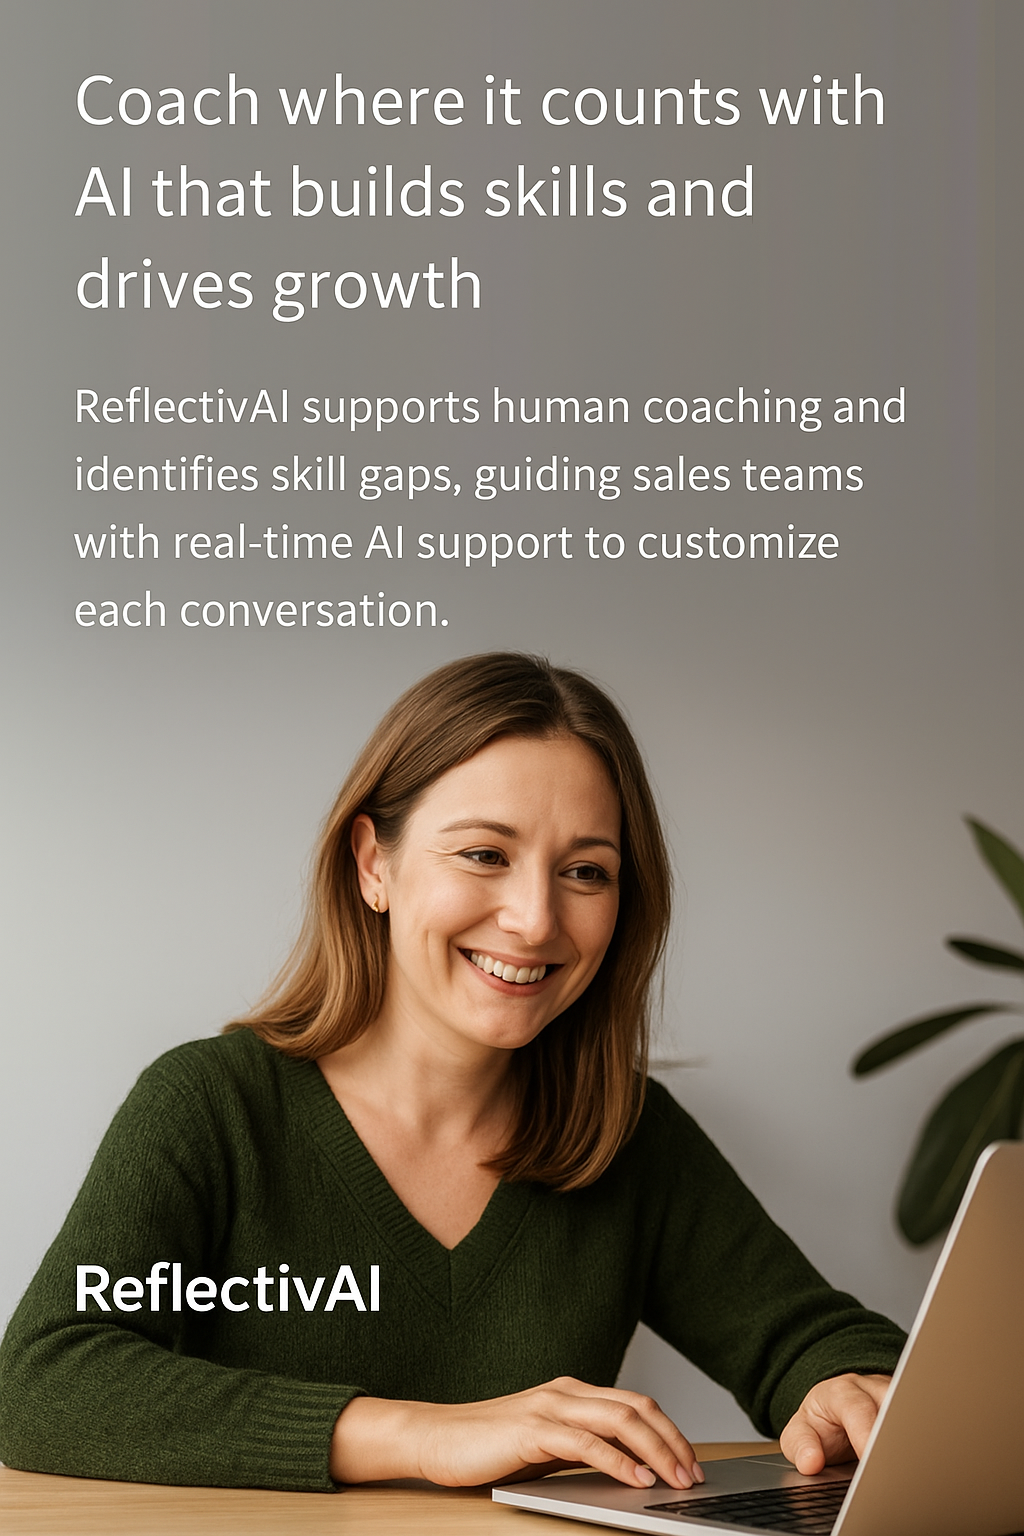 Coach where it counts with
AI that builds skills and
drives growth
ReflectivAI supports human coaching and
identifies skill gaps, guiding sales teams
with real-time AI support to customize
each conversation.
ReflectivAI